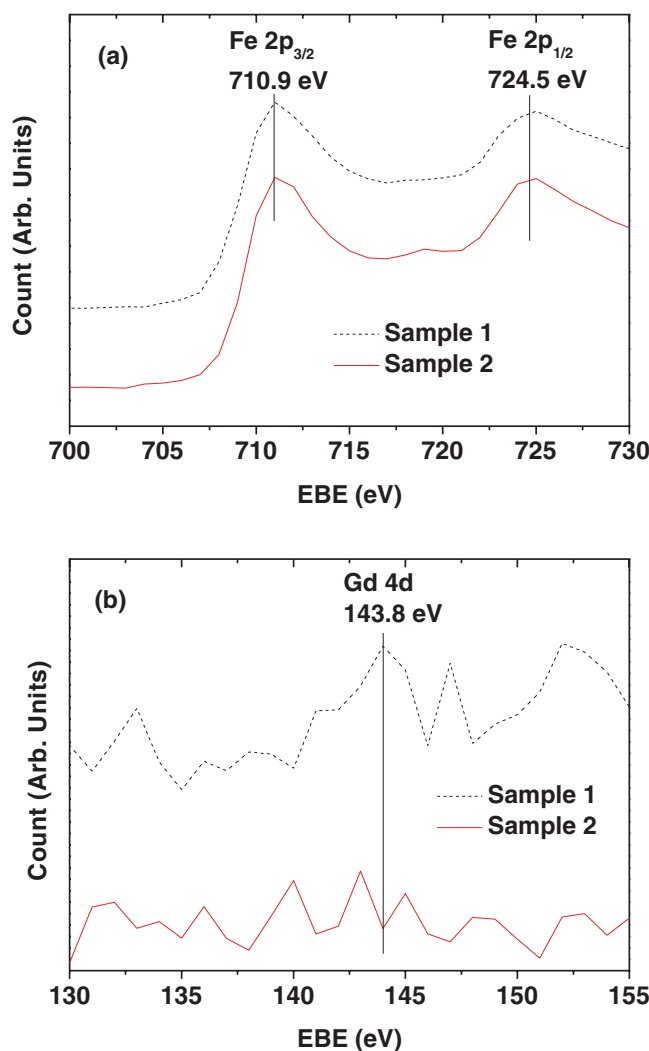 (a)
Fe 2p3/2
710.9 eV
Fe 2p1/2
724.5 eV
Count (Arb. Units)
Sample 1
Sample 2
700 705 710 715 720 725 730
EBE (eV)
(b)
Gd 4d
143.8 eV
Count (Arb. Units)
Sample 1
Sample 2
130 135 140 145 150 155
EBE (eV)